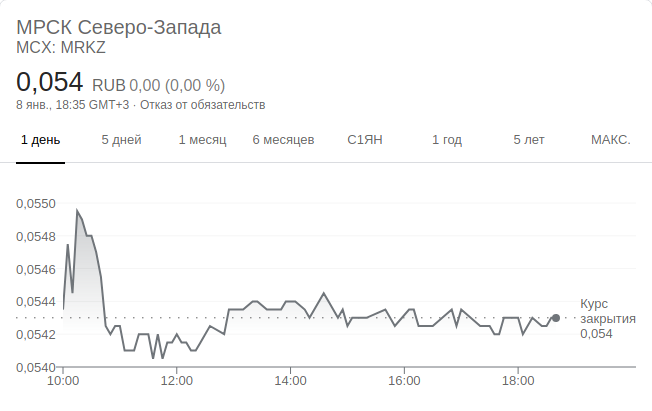 МРСК Северо-Запада
MCX: MRKZ
0,054 RUB 0,00 (0,00 %)
8 янв., 18:35 GMT+3 · Отказ от обязательств
1 день 5 дней 1 месяц 6 месяцев С1ЯН 1 год 5 лет МАКС.
0,0550
0,0548
0,0546
0,0544
0,0542
0,0540
Курс
закрытия
0,054
10:00 12:00 14:00 16:00 18:00